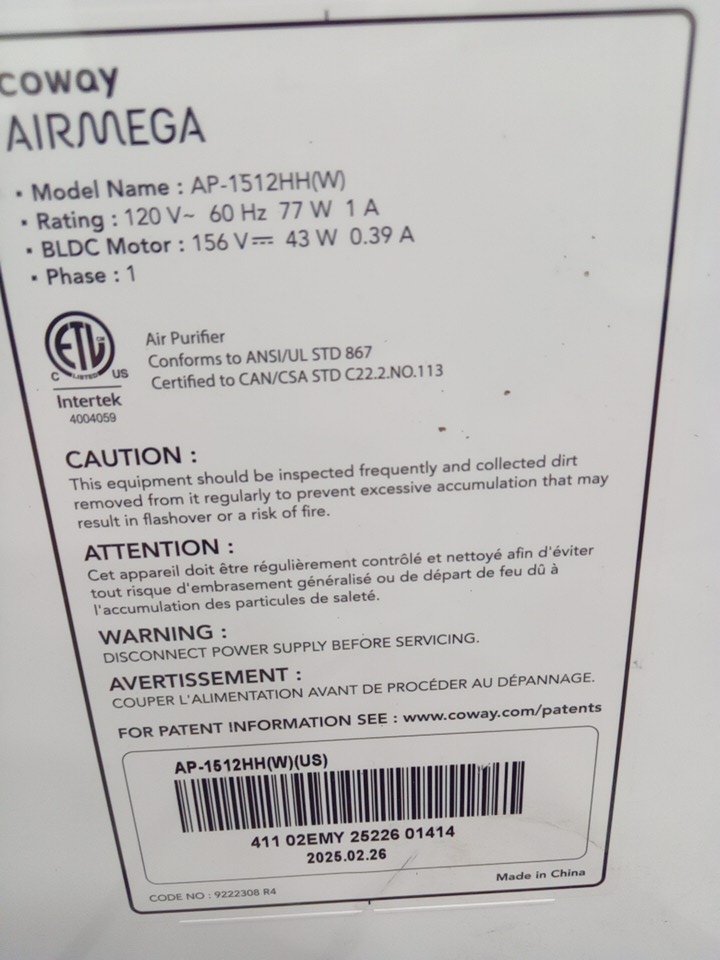 coway
AIRMEGA
· Model Name : AP-1512HH(W)
· Rating : 120 V~ 60 Hz 77 W 1 A
· BLDC Motor : 156 V⎓ 43 W 0.39 A
· Phase : 1
ETL CM
C LISTED US
Intertek
4004059
Air Purifier
Conforms to ANSI/UL STD 867
Certified to CAN/CSA STD C22.2.NO.113
CAUTION :
This equipment should be inspected frequently and collected dirt
removed from it regularly to prevent excessive accumulation that may
result in flashover or a risk of fire.
ATTENTION :
Cet appareil doit être régulièrement contrôlé et nettoyé afin d'éviter
tout risque d'embrasement généralisé ou de départ de feu dû à
l'accumulation des particules de saleté.
WARNING :
DISCONNECT POWER SUPPLY BEFORE SERVICING.
AVERTISSEMENT :
COUPER L'ALIMENTATION AVANT DE PROCÉDER AU DÉPANNAGE.
FOR PATENT INFORMATION SEE : www.coway.com/patents
AP-1512HH(W)(US)
411 02EMY 25226 01414
2025.02.26
CODE NO : 9222308 R4
Made in China